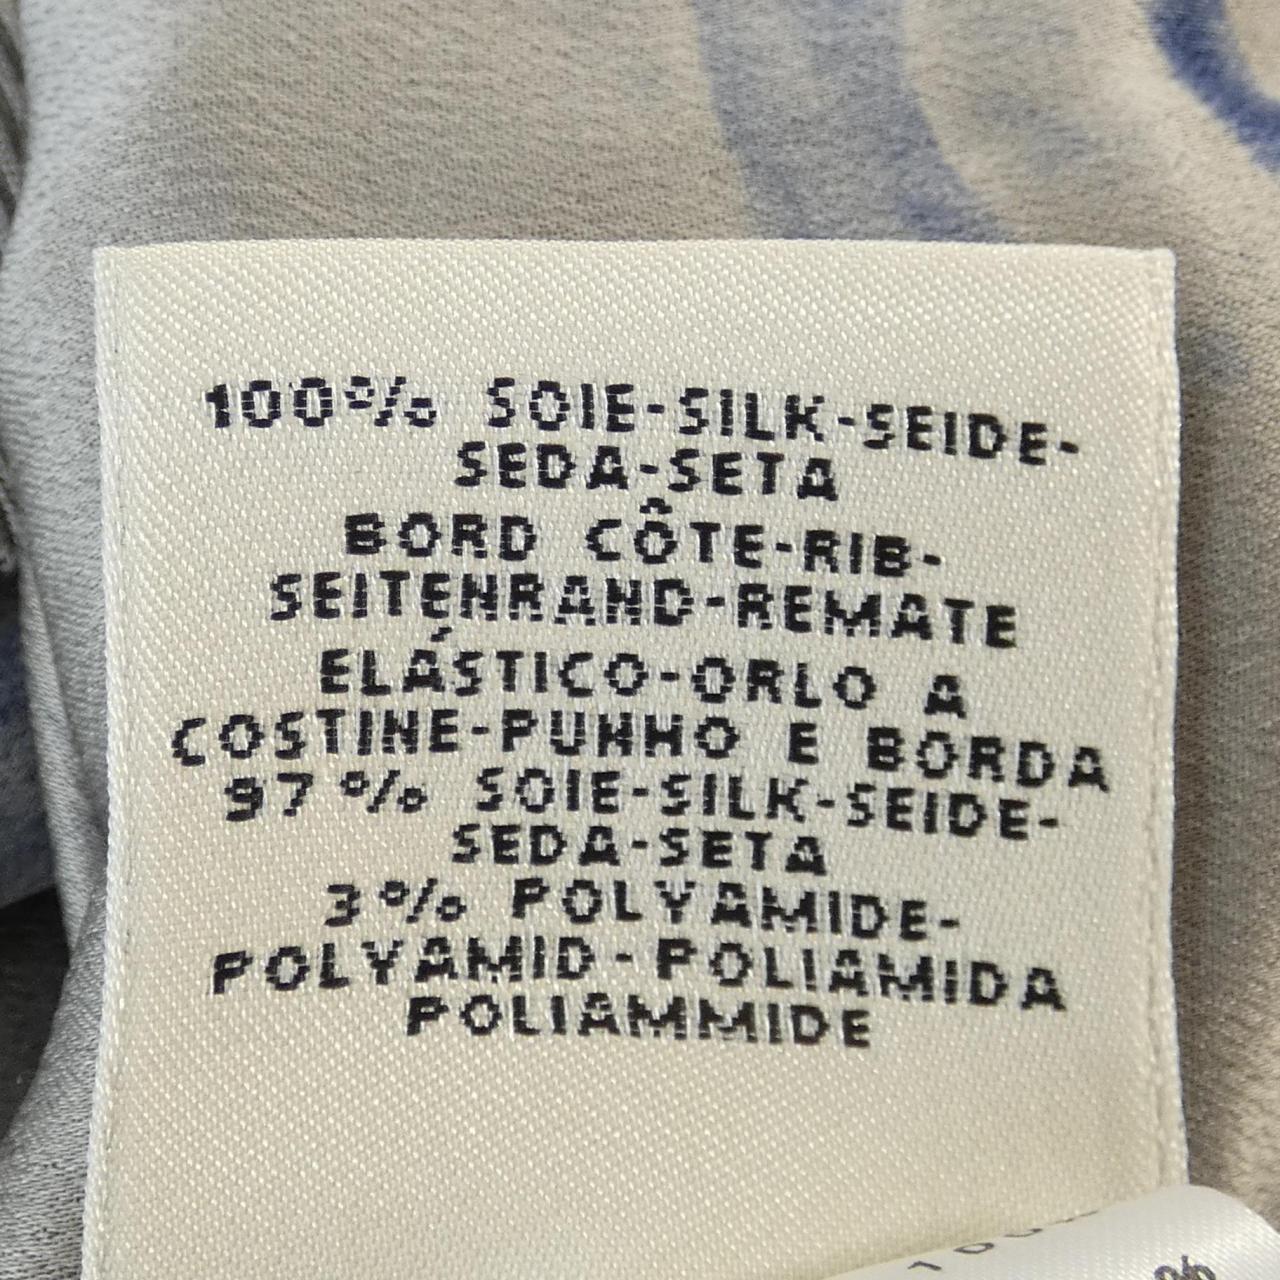 100% SOIE-SILK-SEIDE-
SEDA-SETA
BORD CÔTE-RIB-
SEITENRAND-REMATE
ELÁSTICO-ORLO A
COSTINE-PUNHO E BORDA
97% SOIE-SILK-SEIDE-
SEDA-SETA
3% POLYAMIDE-
POLYAMID-POLIAMIDA
POLIAMMIDE